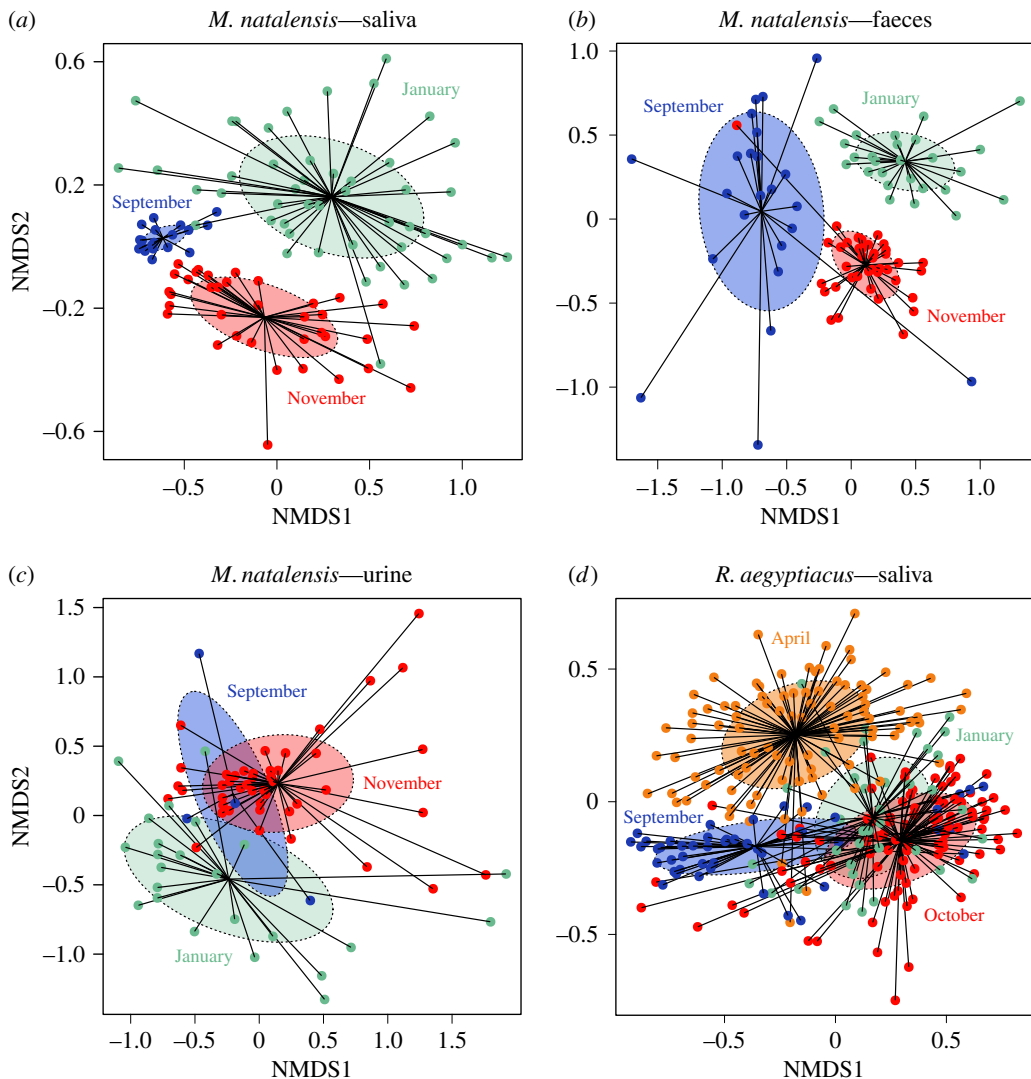 (a) M. natalensis—saliva
0.6
0.2
−0.2
−0.6
NMDS2
January
September
November
−0.5 0 0.5 1.0
NMDS1
(b) M. natalensis—faeces
1.0
0.5
0
−0.5
−1.0
September
January
November
−1.5 −1.0 −0.5 0 0.5 1.0
NMDS1
(c) M. natalensis—urine
1.5
1.0
0.5
0
−0.5
−1.0
NMDS2
September
November
January
−1.0 −0.5 0 0.5 1.0 1.5
NMDS1
(d) R. aegyptiacus—saliva
0.5
0
−0.5
April
January
September
October
−0.5 0 0.5
NMDS1